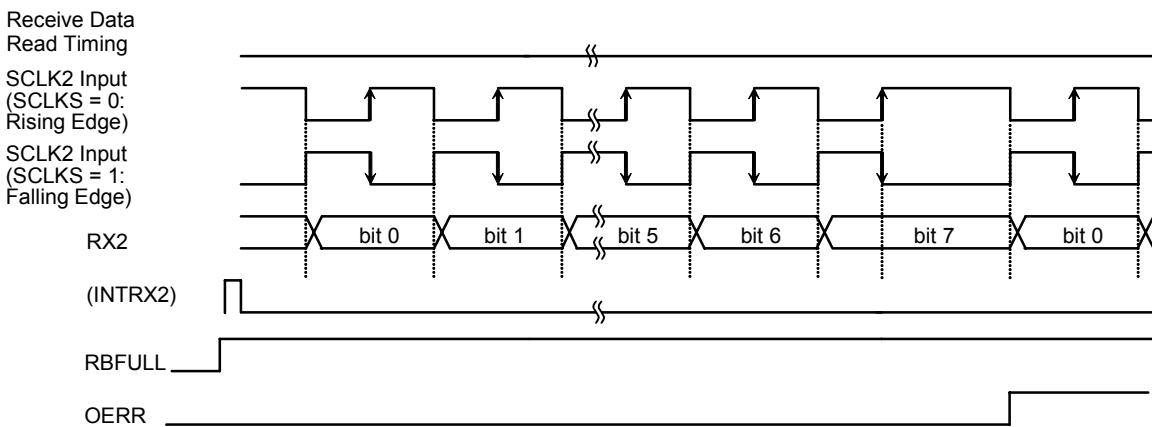 Receive Data
Read Timing
SCLK2 Input
(SCLKS = 0:
Rising Edge)
SCLK2 Input
(SCLKS = 1:
Falling Edge)
RX2
bit 0
bit 1
bit 5
bit 6
bit 7
bit 0
(INTRX2)
RBFULL
OERR